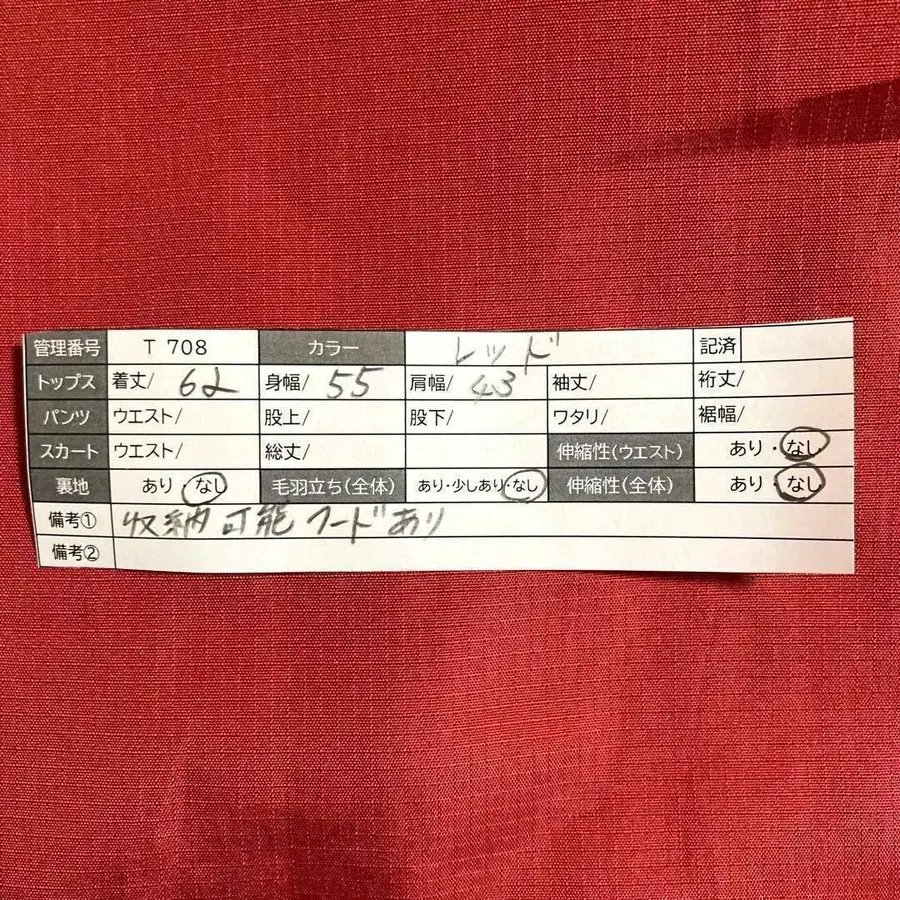 管理番号 T 708 カラー レッド 記済
トップス 着丈/ 62 身幅/ 55 肩幅/ 43 袖丈/ 裄丈/
パンツ ウエスト/ 股上/ 股下/ ワタリ/ 裾幅/
スカート ウエスト/ 総丈/ 伸縮性(ウエスト) あり・なし
裏地 あり・なし 毛羽立ち(全体) あり・少しあり・なし 伸縮性(全体) あり・なし
備考① 収納可能フードあり
備考②